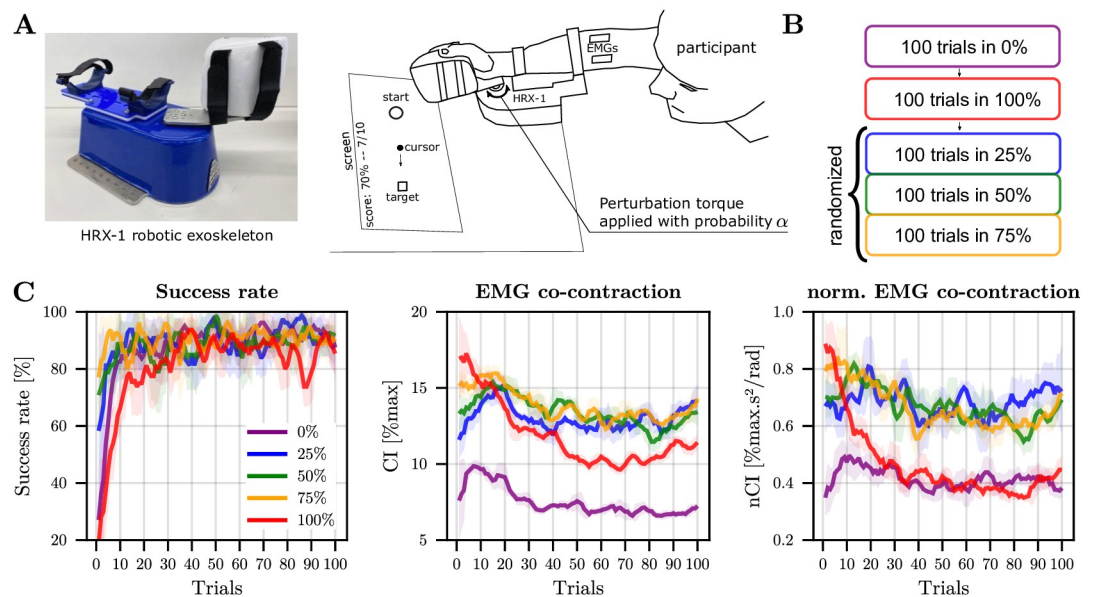 A
HRX-1 robotic exoskeleton
EMGs
participant
HRX-1
start
cursor
target
screen
score: 70% -- 7/10
Perturbation torque
applied with probability α
B
100 trials in 0%
100 trials in 100%
randomized
100 trials in 25%
100 trials in 50%
100 trials in 75%
C
Success rate
Success rate [%]
100
80
60
40
20
0%
25%
50%
75%
100%
0 10 20 30 40 50 60 70 80 90 100
Trials
EMG co-contraction
CI [%max]
20
15
10
5
0 10 20 30 40 50 60 70 80 90 100
Trials
norm. EMG co-contraction
nCI [%max.s²/rad]
1.0
0.8
0.6
0.4
0.2
0 10 20 30 40 50 60 70 80 90 100
Trials